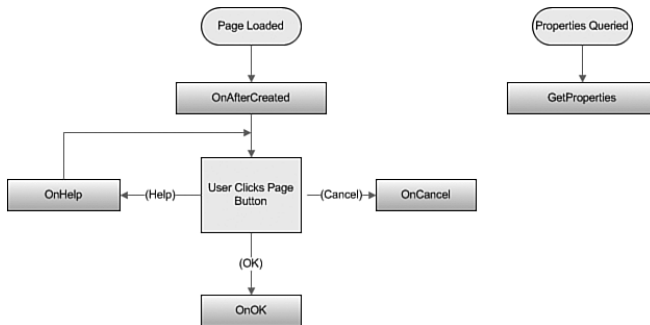 Page Loaded
Properties Queried
OnAfterCreated
GetProperties
User Clicks Page
Button
OnHelp
(Help)
(Cancel)
OnCancel
(OK)
OnOK